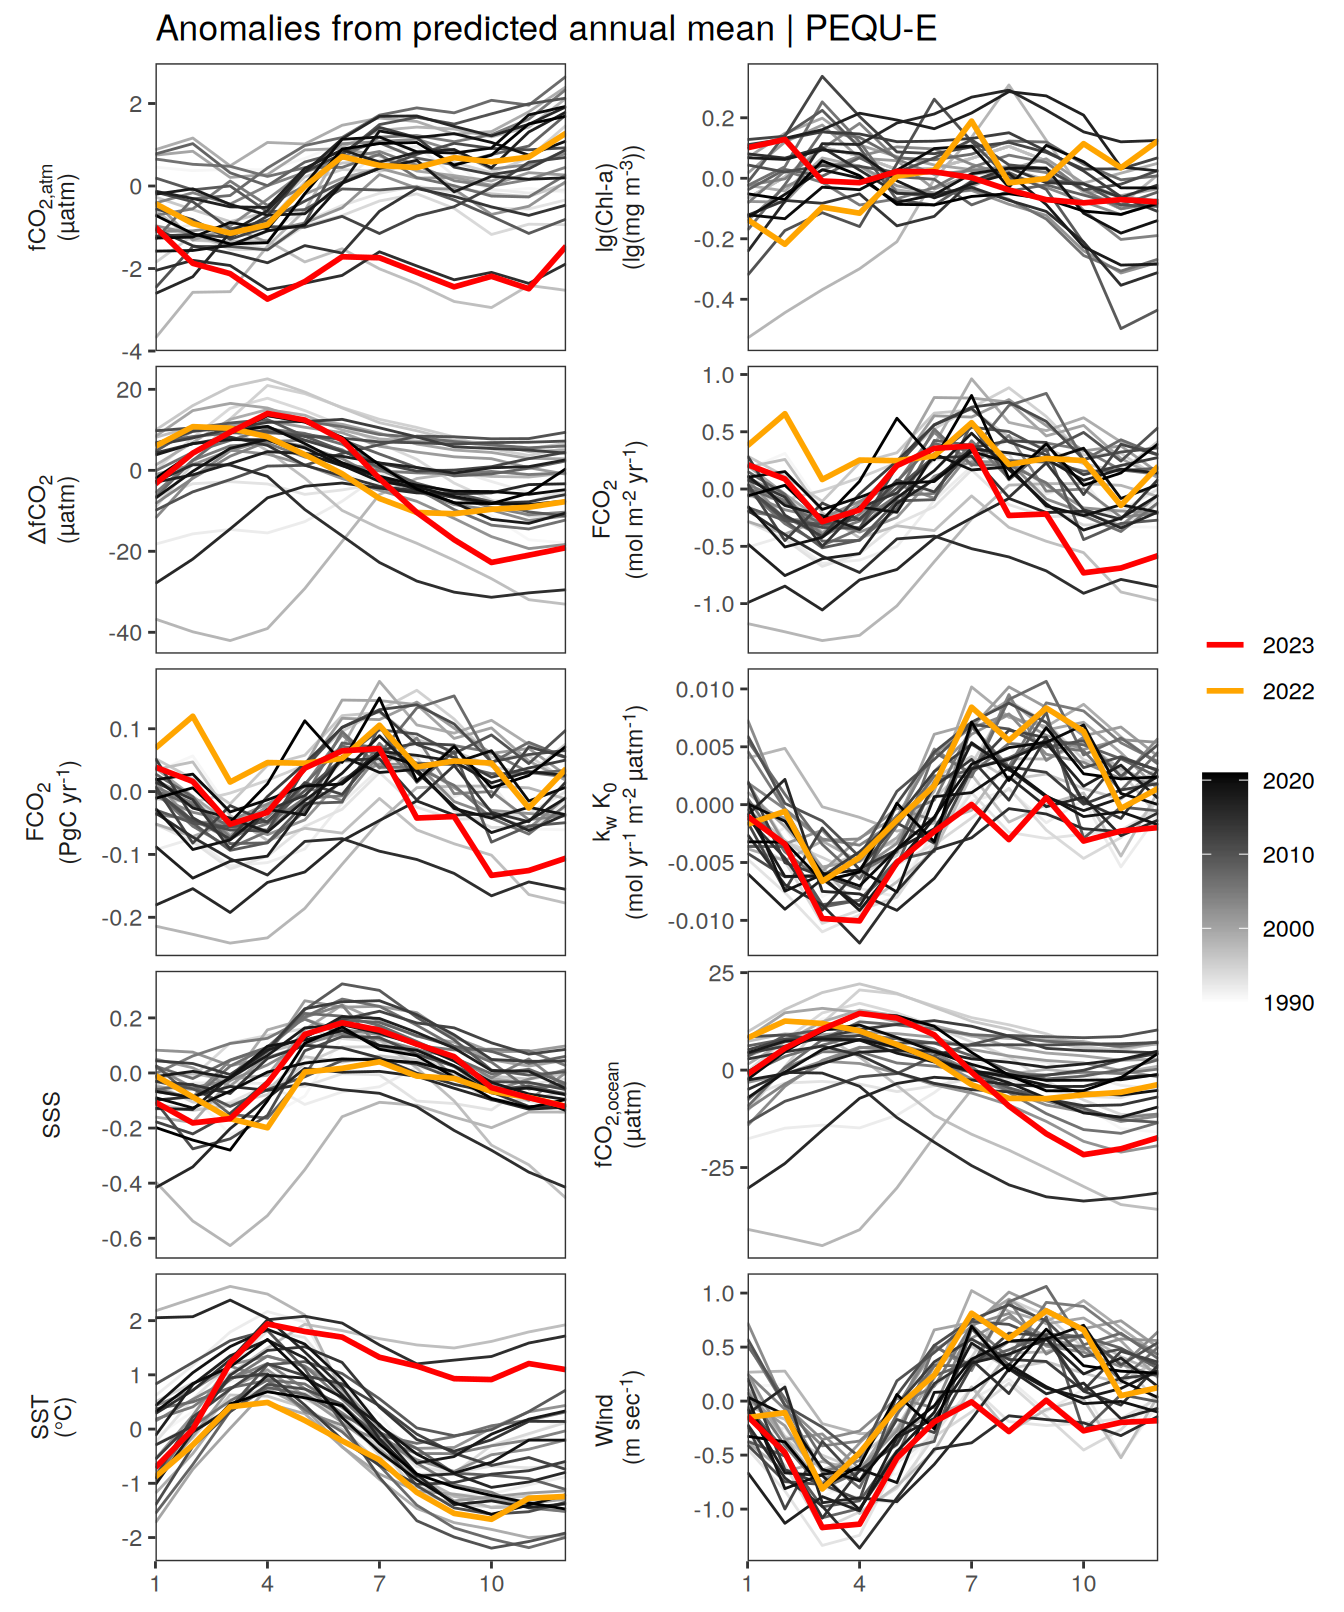 Anomalies from predicted annual mean | PEQU-E
fCO2,atm
(µatm)
2
0
-2
-4
lg(Chl-a)
(lg(mg m-3))
0.2
0.0
-0.2
-0.4
ΔfCO2
(µatm)
20
0
-20
-40
FCO2
(mol m-2 yr-1)
1.0
0.5
0.0
-0.5
-1.0
FCO2
(PgC yr-1)
0.1
0.0
-0.1
-0.2
kw K0
(mol yr-1 m-2 µatm-1)
0.010
0.005
0.000
-0.005
-0.010
SSS
0.2
0.0
-0.2
-0.4
-0.6
fCO2,ocean
(µatm)
25
0
-25
SST
(°C)
2
1
0
-1
-2
1
4
7
10
Wind
(m sec-1)
1.0
0.5
0.0
-0.5
-1.0
1
4
7
10
2023
2022
2020
2010
2000
1990